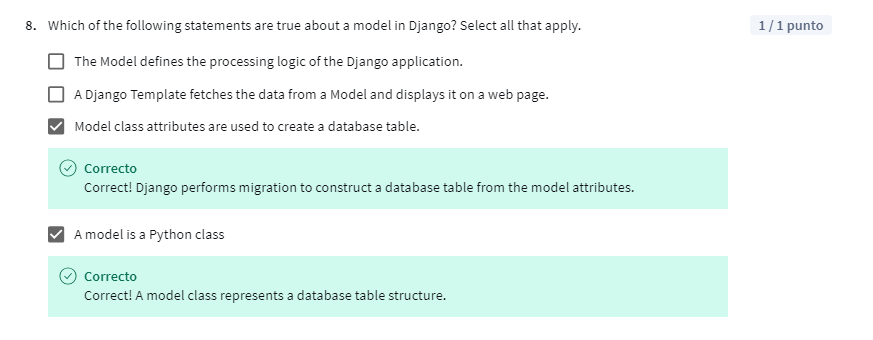 8. Which of the following statements are true about a model in Django? Select all that apply.
1 / 1 punto
The Model defines the processing logic of the Django application.
A Django Template fetches the data from a Model and displays it on a web page.
Model class attributes are used to create a database table.
Correcto
Correct! Django performs migration to construct a database table from the model attributes.
A model is a Python class
Correcto
Correct! A model class represents a database table structure.